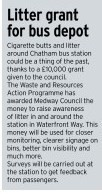 Litter grant
for bus depot
Cigarette butts and litter
around Chatham bus station
could be a thing of the past,
thanks to a £10,000 grant
given to the council.
The Waste and Resources
Action Programme has
awarded Medway Council the
money to raise awareness
of litter in and around the
station in Waterfront Way. This
money will be used for closer
monitoring, clearer signage on
bins, better bin visibility and
much more.
Surveys will be carried out at
the station to get feedback
from passengers.